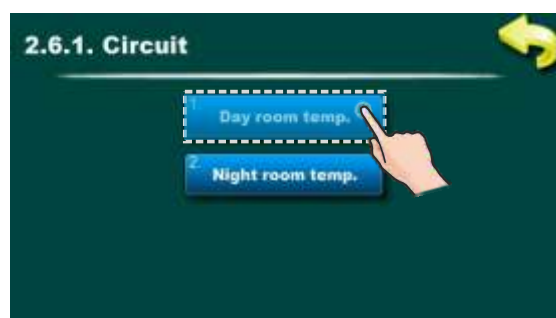 2.6.1. Circuit
1.
Day room temp.
2.
Night room temp.